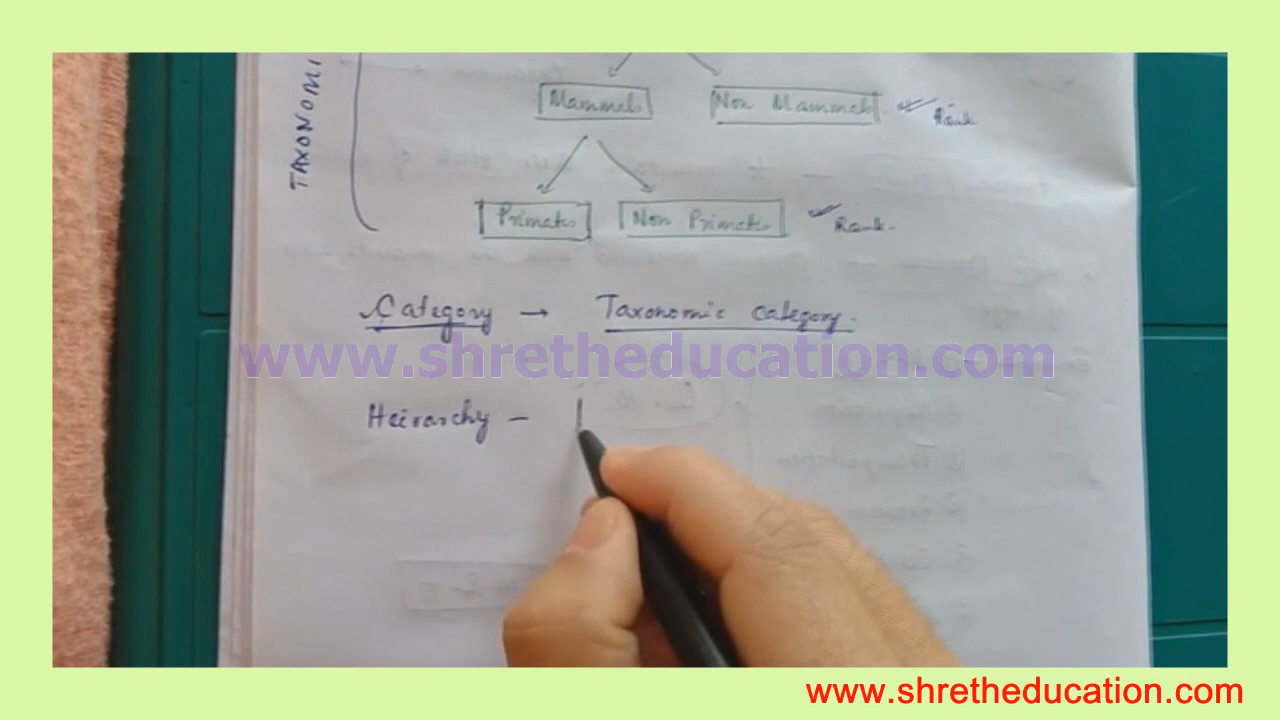 TAXONOMI
Mammals
Non Mammals
Rank
Primates
Non Primates
Rank.
Category → Taxonomic category.
www.shretheducation.com
Heirarchy -
www.shretheducation.com